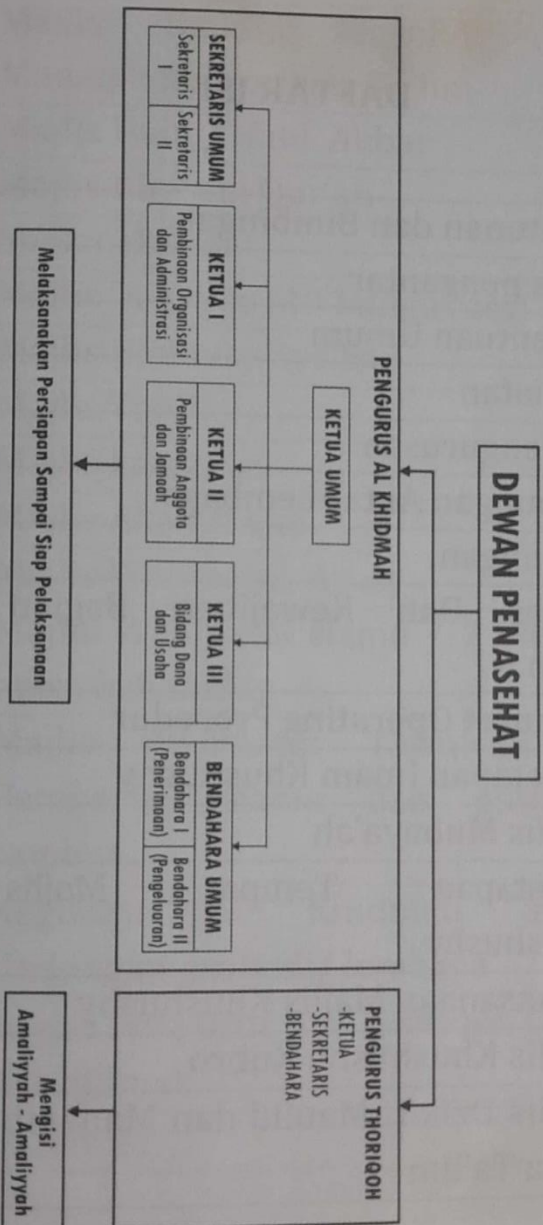 DEWAN PENASEHAT
PENGURUS AL KHIDMAH
KETUA UMUM
SEKRETARIS UMUM
Sekretaris I
Sekretaris II
KETUA I
Pembinaan Organisasi
dan Administrasi
KETUA II
Pembinaan Anggota
dan Jamaah
KETUA III
Bidang Dana
dan Usaha
BENDAHARA UMUM
Bendahara I
(Penerimaan)
Bendahara II
(Pengeluaran)
Melaksanakan Persiapan Sampai Siap Pelaksanaan
PENGURUS THORIQOH
-KETUA
-SEKRETARIS
-BENDAHARA
Mengisi
Amaliyyah - Amaliyyah